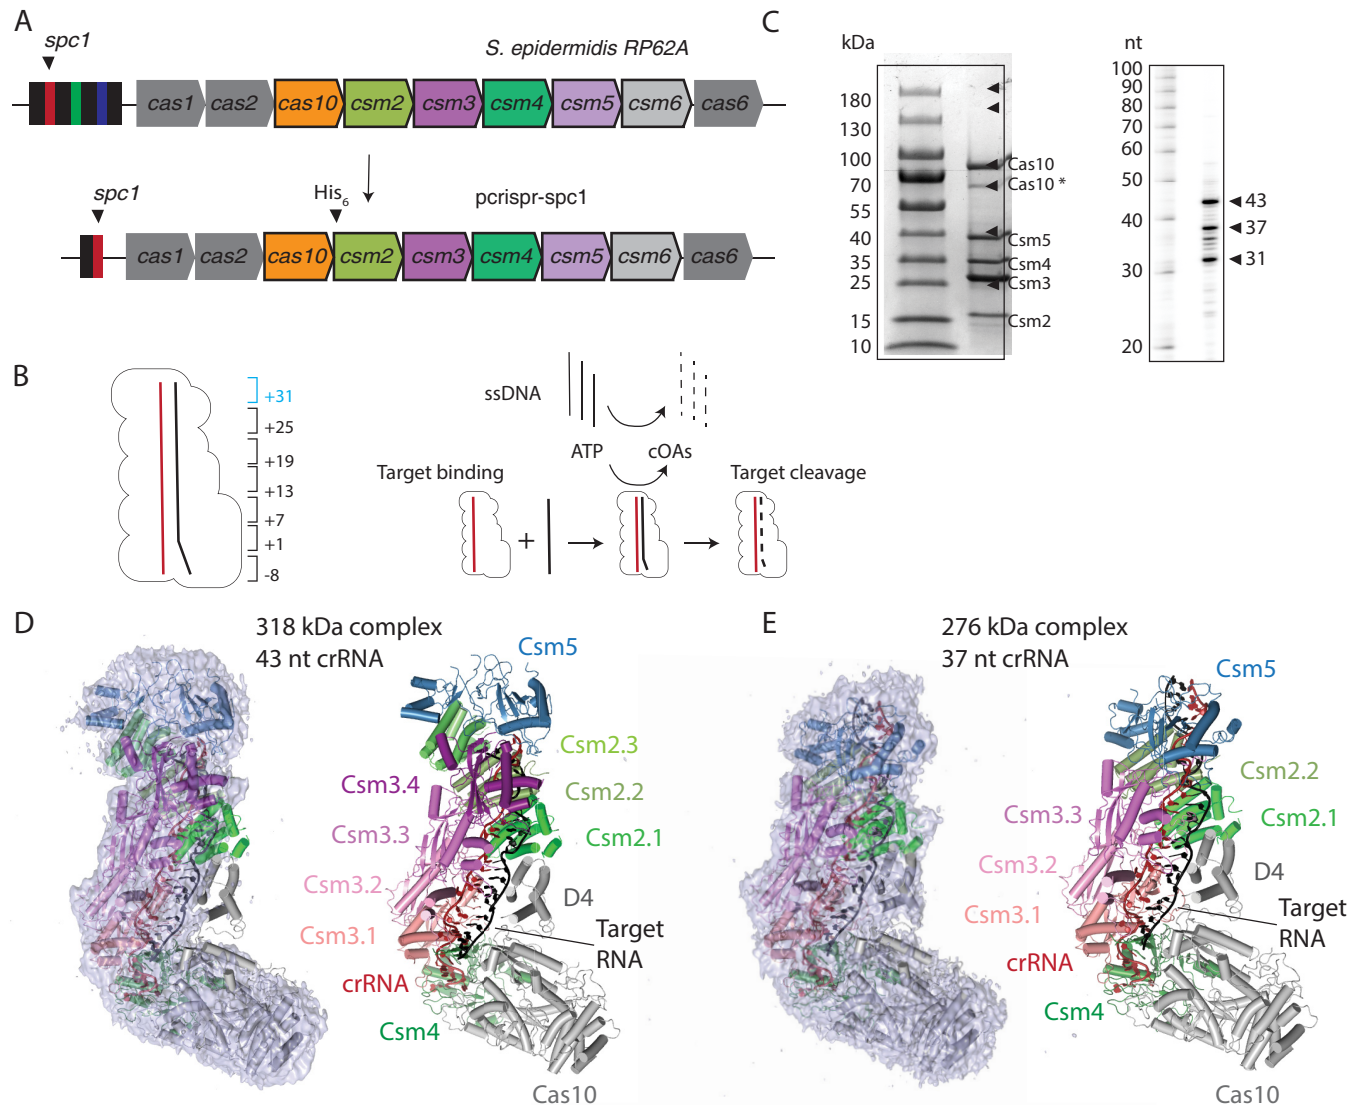 A
spc1
S. epidermidis RP62A
cas1 cas2 cas10 csm2 csm3 csm4 csm5 csm6 cas6
spc1
His6
pcrispr-spc1
cas1 cas2 cas10 csm2 csm3 csm4 csm5 csm6 cas6
C
kDa
180
130
100
70
55
40
35
25
15
10
Cas10
Cas10 *
Csm5
Csm4
Csm3
Csm2
nt
100
90
80
70
60
50
40
30
20
43
37
31
B
+31
+25
+19
+13
+7
+1
-8
ssDNA
ATP
cOAs
Target binding
Target cleavage
+
D
318 kDa complex
43 nt crRNA
Csm5
Csm2.3
Csm3.4
Csm2.2
Csm3.3
Csm2.1
Csm3.2
D4
Csm3.1
Target
RNA
crRNA
Csm4
Cas10
E
276 kDa complex
37 nt crRNA
Csm5
Csm2.2
Csm3.3
Csm2.1
Csm3.2
D4
Csm3.1
Target
RNA
crRNA
Csm4
Cas10